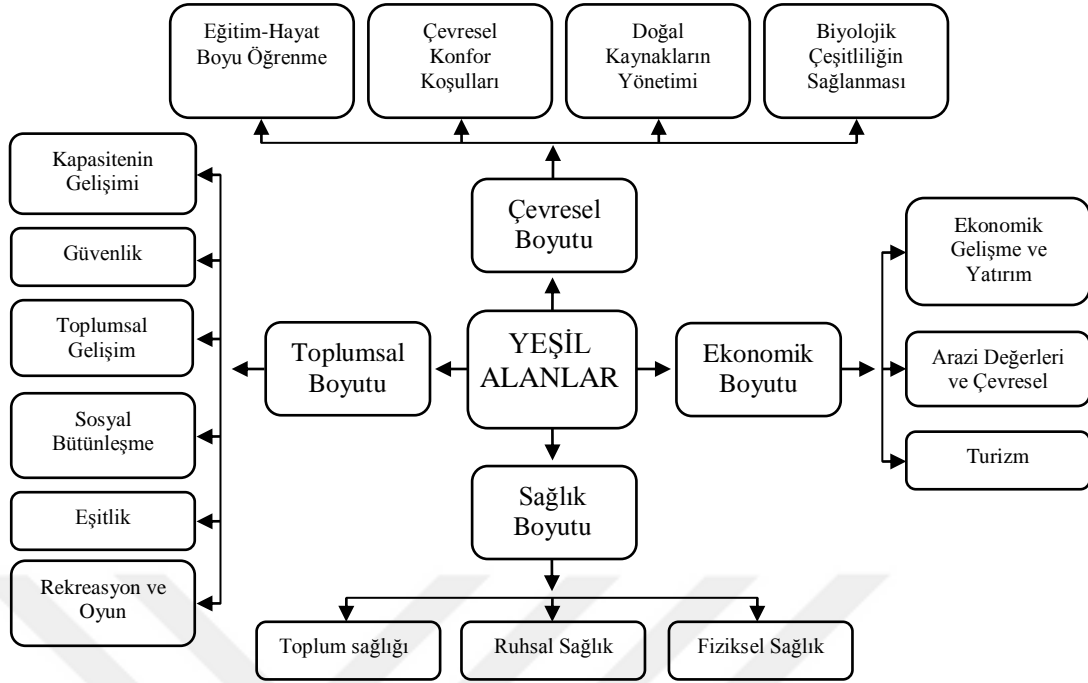 Eğitim-Hayat
Boyu Öğrenme
Çevresel
Konfor
Koşulları
Doğal
Kaynakların
Yönetimi
Biyolojik
Çeşitliliğin
Sağlanması
Kapasitenin
Gelişimi
Güvenlik
Toplumsal
Gelişim
Sosyal
Bütünleşme
Eşitlik
Rekreasyon ve
Oyun
Çevresel
Boyutu
Toplumsal
Boyutu
YEŞİL
ALANLAR
Ekonomik
Boyutu
Ekonomik
Gelişme ve
Yatırım
Arazi Değerleri
ve Çevresel
Turizm
Sağlık
Boyutu
Toplum sağlığı
Ruhsal Sağlık
Fiziksel Sağlık